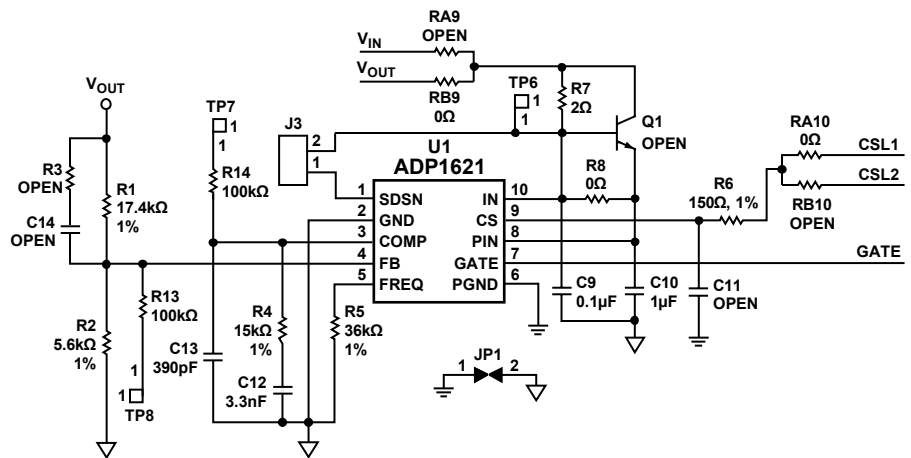 RA9
OPEN
VIN
VOUT
RB9
0Ω
R7
2Ω
TP6
1
1
Q1
OPEN
VOUT
TP7
1
1
J3
2
1
U1
ADP1621
R3
OPEN
R1
17.4kΩ
1%
C14
OPEN
R14
100kΩ
1 SDSN
2 GND
3 COMP
4 FB
5 FREQ
IN 10
CS 9
PIN 8
GATE 7
PGND 6
R8
0Ω
R6
150Ω, 1%
RA10
0Ω
CSL1
CSL2
RB10
OPEN
GATE
R2
5.6kΩ
1%
R13
100kΩ
1
1
TP8
C13
390pF
R4
15kΩ
1%
C12
3.3nF
R5
36kΩ
1%
C9
0.1µF
C10
1µF
C11
OPEN
JP1
1 2